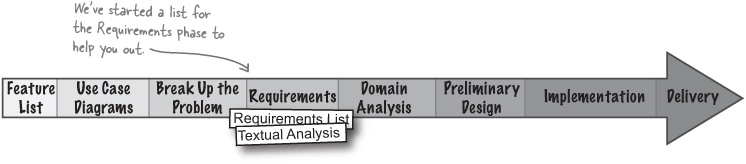 We've started a list for
the Requirements phase to
help you out.
Feature
List
Use Case
Diagrams
Break Up the
Problem
Requirements
Domain
Analysis
Preliminary
Design
Implementation
Delivery
Requirements List
Textual Analysis